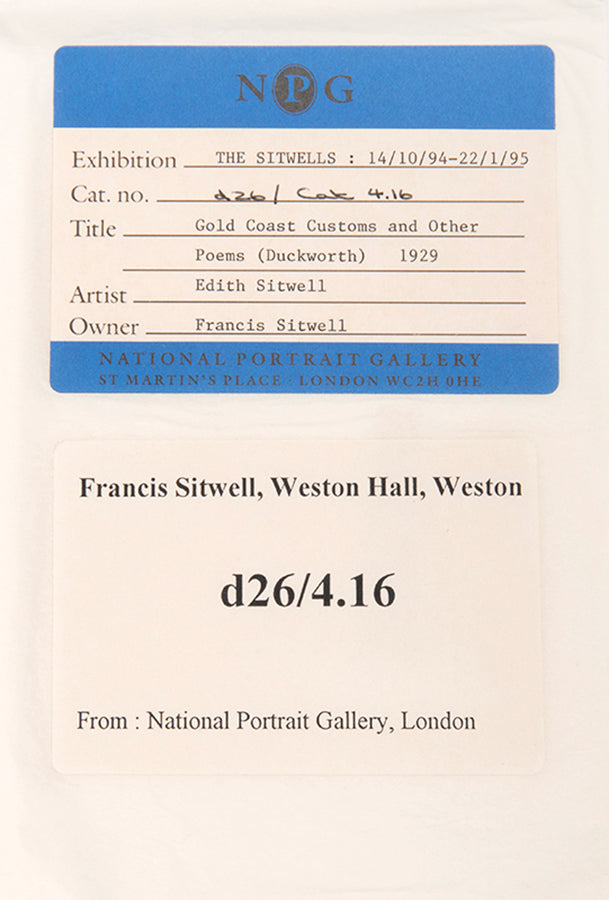 NPG
Exhibition THE SITWELLS : 14/10/94-22/1/95
Cat. no. d26/ Cat 4.16
Title Gold Coast Customs and Other
Poems (Duckworth) 1929
Artist Edith Sitwell
Owner Francis Sitwell
NATIONAL PORTRAIT GALLERY
ST MARTIN'S PLACE · LONDON WC2H 0HE
Francis Sitwell, Weston Hall, Weston
d26/4.16
From : National Portrait Gallery, London